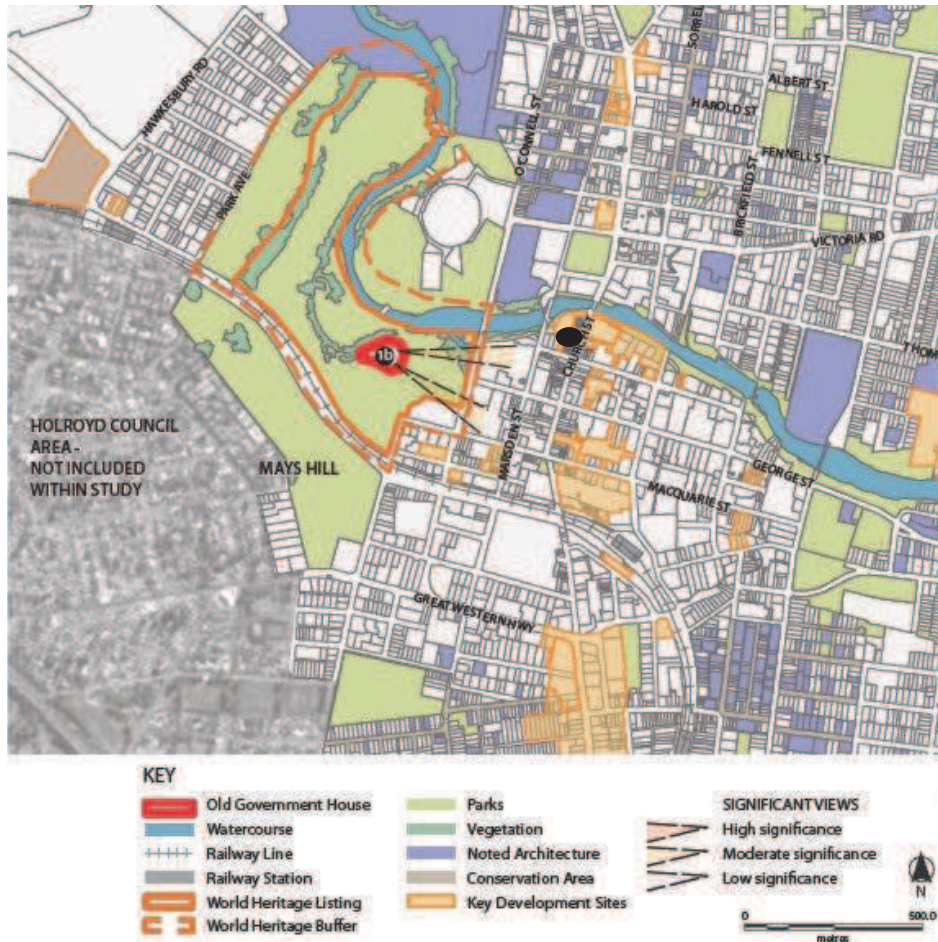 HAWKESBURY RD
PARK AVE
O'CONNELL ST
SORREL
ALBERT ST
HAROLD ST
FENNELL ST
BRICKFIELD ST
VICTORIA RD
THOM
CHURCH ST
1b
HOLROYD COUNCIL
AREA -
NOT INCLUDED
WITHIN STUDY
MAYS HILL
MARSDEN ST
GEORGE ST
MACQUARIE ST
GREAT WESTERN HWY
KEY
Old Government House
Watercourse
Railway Line
Railway Station
World Heritage Listing
World Heritage Buffer
Parks
Vegetation
Noted Architecture
Conservation Area
Key Development Sites
SIGNIFICANT VIEWS
High significance
Moderate significance
Low significance
N
0 500.0
metres